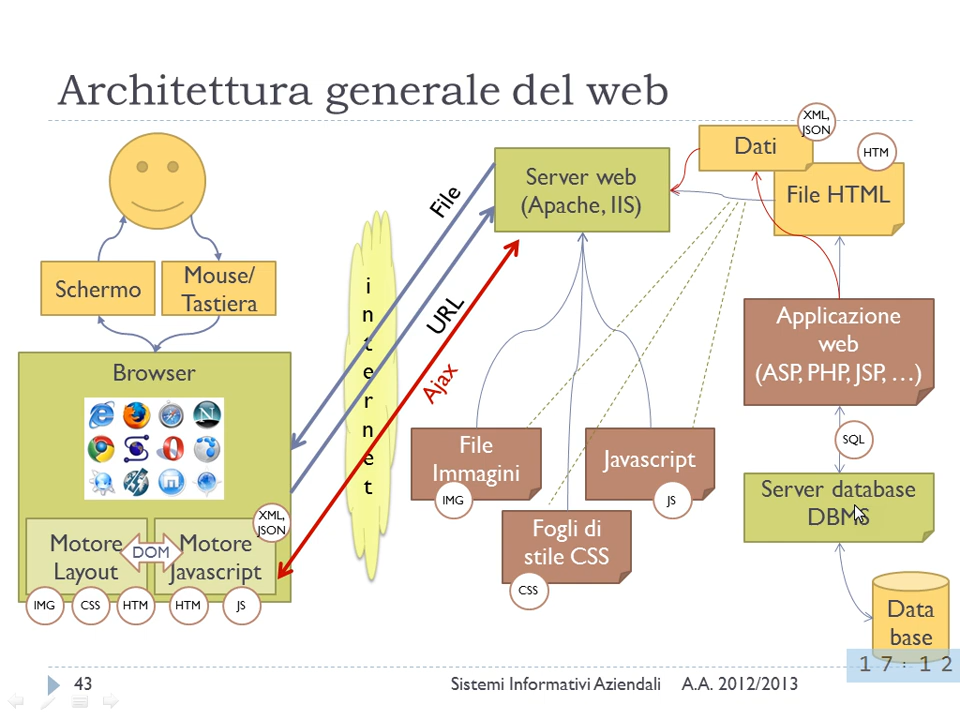 Architettura generale del web
XML,
JSON
Dati
HTM
File HTML
Server web
(Apache, IIS)
File
URL
Ajax
internet
Schermo
Mouse/
Tastiera
Browser
Applicazione
web
(ASP, PHP, JSP, …)
SQL
File
Immagini
IMG
Javascript
JS
Fogli di
stile CSS
CSS
Server database
DBMS
Data
base
XML,
JSON
Motore
Layout
DOM
Motore
Javascript
IMG
CSS
HTM
HTM
JS
17:12
43
Sistemi Informativi Aziendali
A.A. 2012/2013